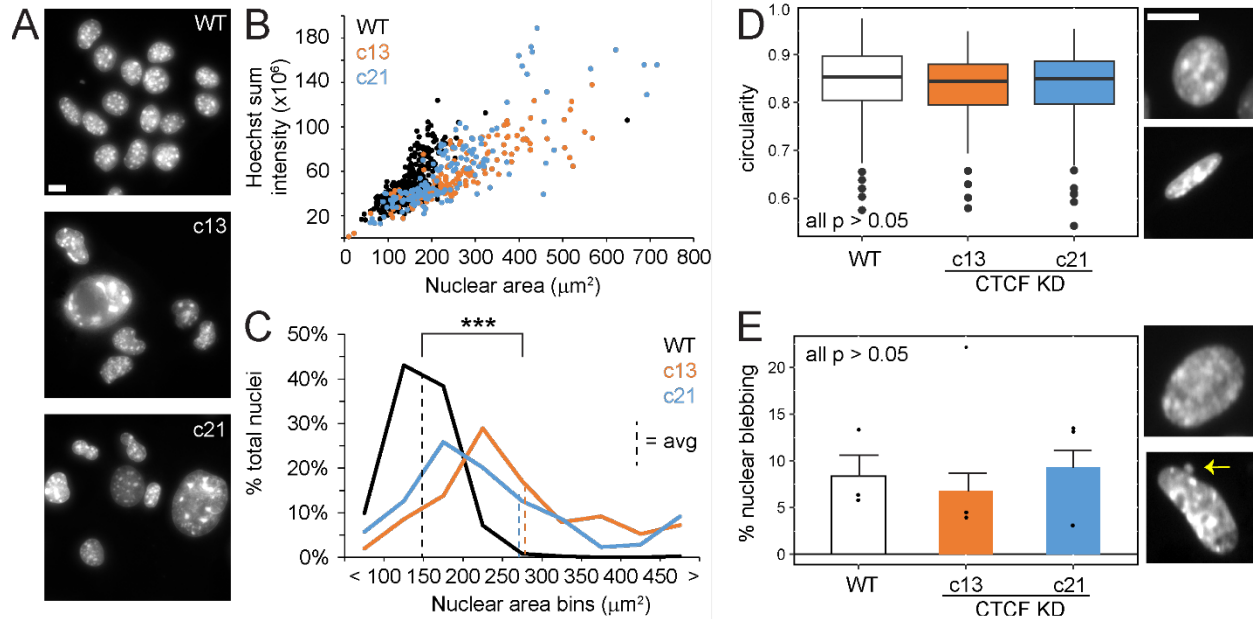 A
WT
c13
c21
B
WT
c13
c21
Hoechst sum
intensity (x10⁶)
180
140
100
60
20
0 100 200 300 400 500 600 700 800
Nuclear area (μm²)
C
***
WT
c13
c21
= avg
% total nuclei
50%
40%
30%
20%
10%
0%
< 100 150 200 250 300 350 400 450 >
Nuclear area bins (μm²)
D
circularity
1.0
0.9
0.8
0.7
0.6
all p > 0.05
WT c13 c21
CTCF KD
E
% nuclear blebbing
20
15
10
5
0
all p > 0.05
WT c13 c21
CTCF KD